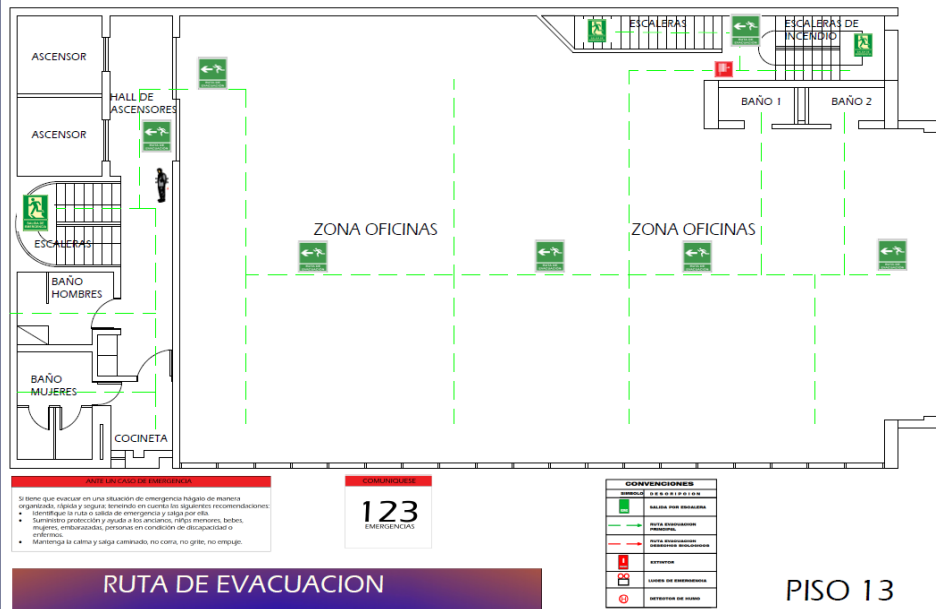 ESCALERAS
ESCALERAS DE
INCENDIO
ASCENSOR
HALL DE
ASCENSORES
BAÑO 1
BAÑO 2
ASCENSOR
ZONA OFICINAS
ZONA OFICINAS
ESCALERAS
BAÑO
HOMBRES
BAÑO
MUJERES
COCINETA
ANTE UN CASO DE EMERGENCIA
Si tiene que evacuar en una situación de emergencia hágalo de manera
organizada, rápida y segura; teniendo en cuenta las siguientes recomendaciones:
• Identifique la ruta o salida de emergencia y salga por ella.
• Suministro protección y ayuda a los ancianos, niños menores, bebes,
mujeres, embarazadas, personas en condición de discapacidad o
enfermos.
• Mantenga la calma y salga caminado, no corra, no grite, no empuje.
COMUNIQUESE
123
EMERGENCIAS
CONVENCIONES
SIMBOLO DESCRIPCION
SALIDA POR ESCALERA
RUTA EVACUACION
PRINCIPAL
RUTA EVACUACION
EXTINTOR
LUCES DE EMERGENCIA
DETECTOR DE HUMO
RUTA DE EVACUACION
PISO 13